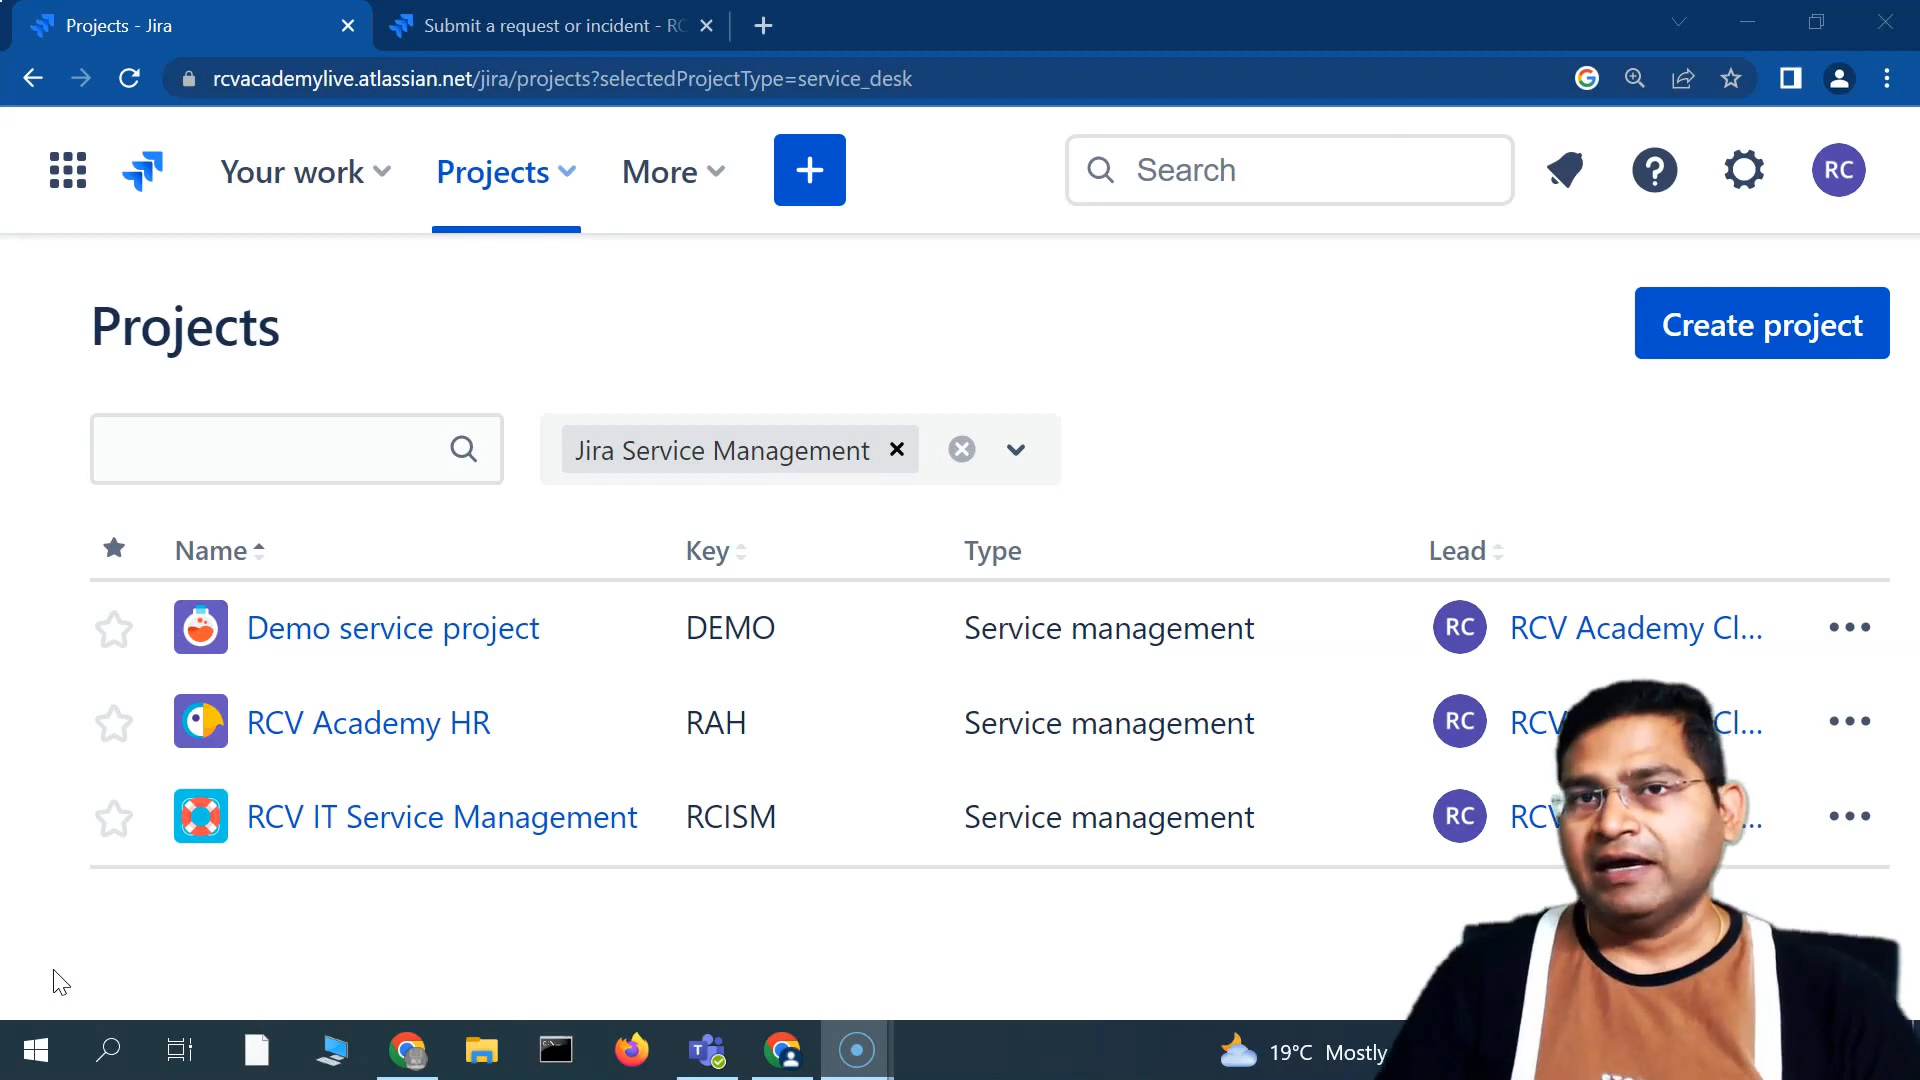 Projects - Jira
Submit a request or incident - RC
rcvacademylive.atlassian.net/jira/projects?selectedProjectType=service_desk
Your work
Projects
More
Search
RC
Projects
Create project
Jira Service Management
Name
Key
Type
Lead
Demo service project
DEMO
Service management
RC
RCV Academy Cl...
RCV Academy HR
RAH
Service management
RC
RCV
Cl...
RCV IT Service Management
RCISM
Service management
RC
RCV
...
19°C Mostly